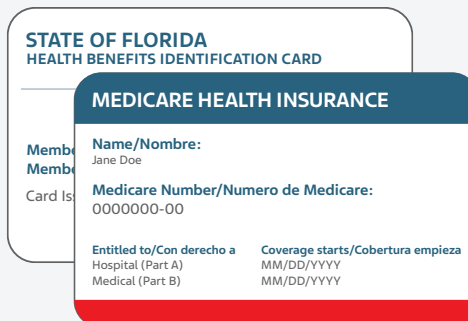 STATE OF FLORIDA
HEALTH BENEFITS IDENTIFICATION CARD
MEDICARE HEALTH INSURANCE
Name/Nombre:
Jane Doe
Medicare Number/Numero de Medicare:
0000000-00
Entitled to/Con derecho a Coverage starts/Cobertura empieza
Hospital (Part A) MM/DD/YYYY
Medical (Part B) MM/DD/YYYY
Card